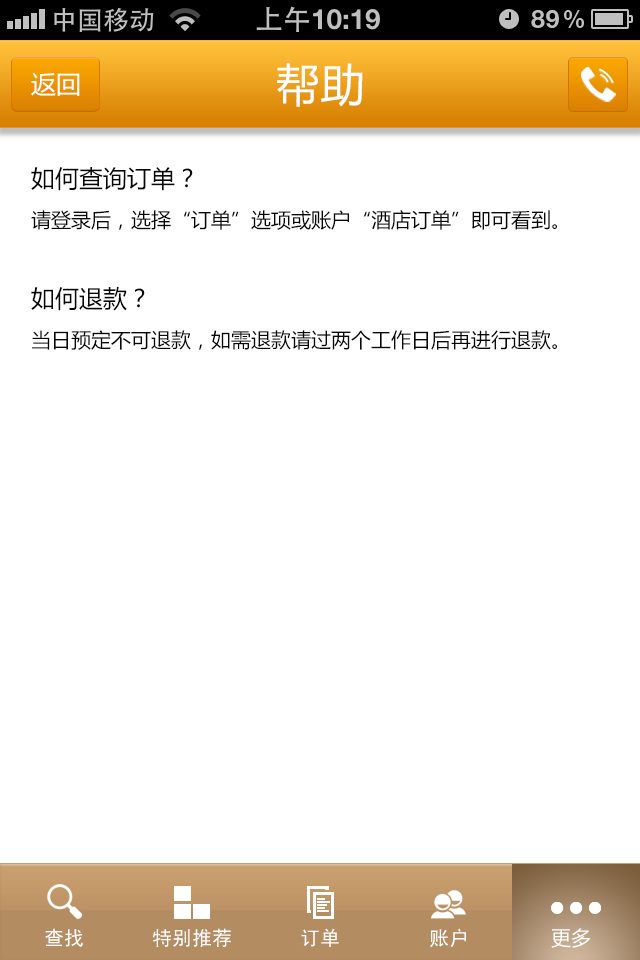 中国移动 上午10:19 89%
返回 帮助
如何查询订单？
请登录后，选择“订单”选项或账户“酒店订单”即可看到。
如何退款？
当日预定不可退款，如需退款请过两个工作日后再进行退款。
查找 特别推荐 订单 账户 更多